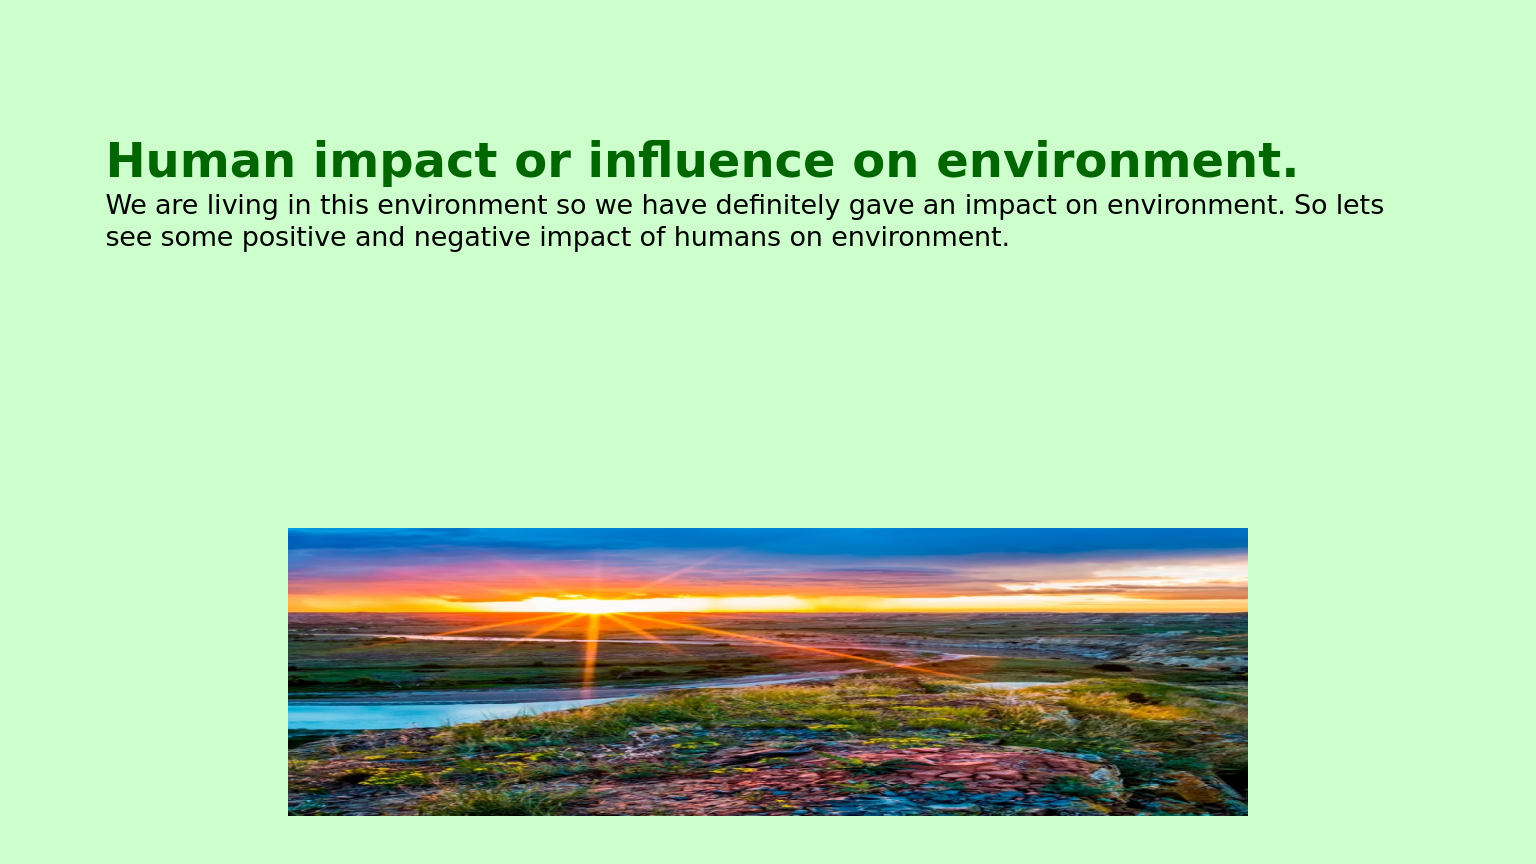 Human impact or influence on environment.
We are living in this environment so we have definitely gave an impact on environment. So lets
see some positive and negative impact of humans on environment.